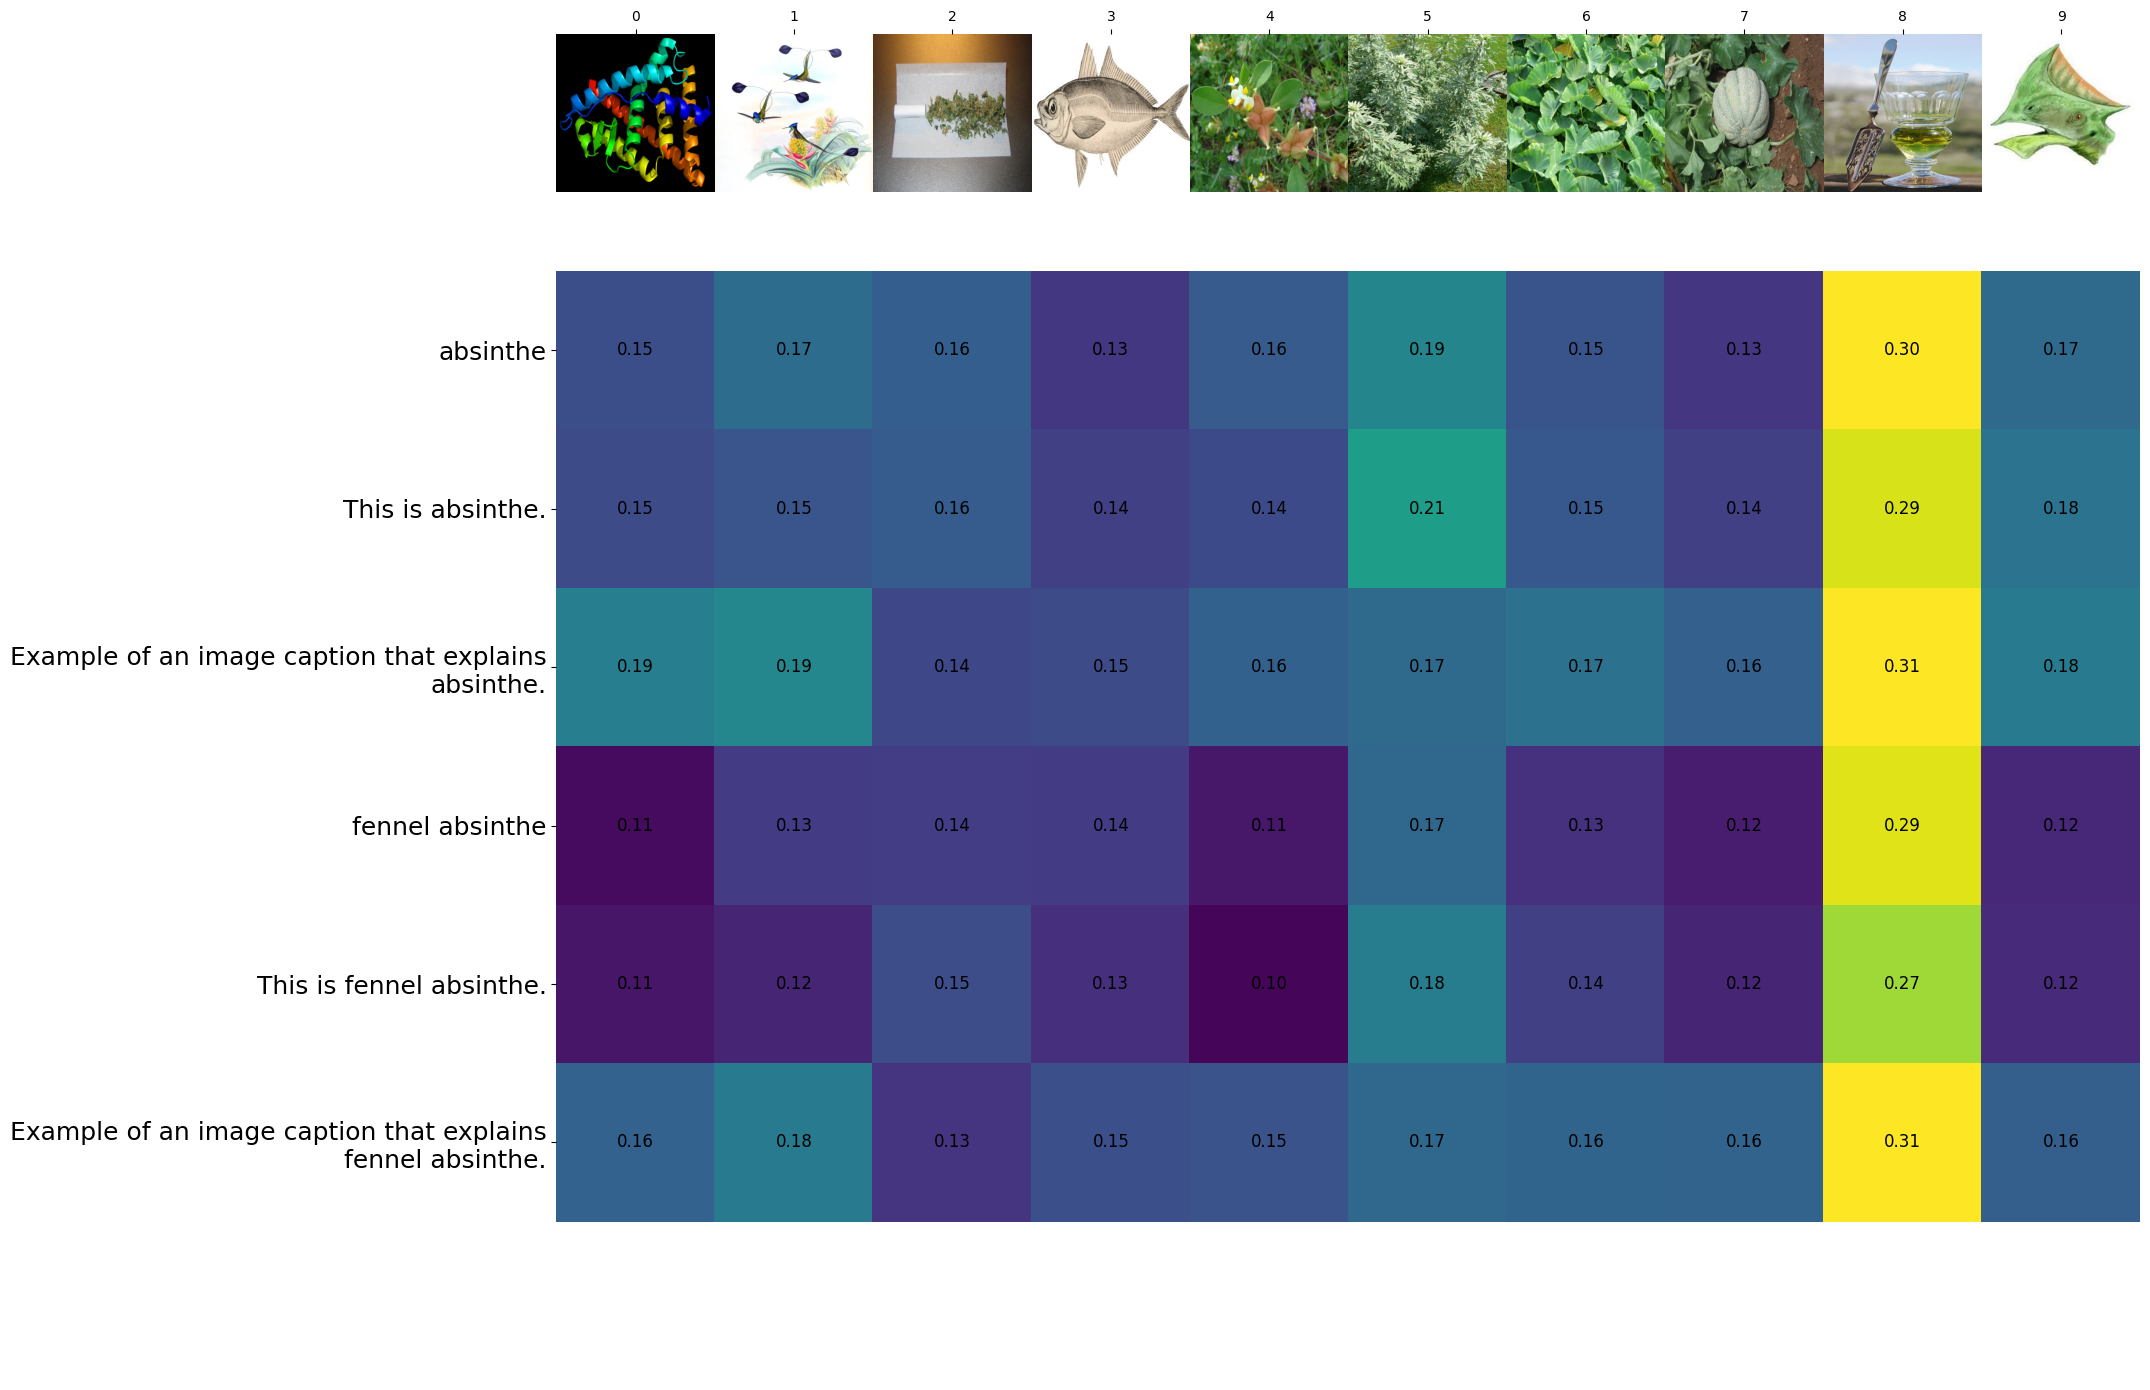 0 1 2 3 4 5 6 7 8 9
absinthe 0.15 0.17 0.16 0.13 0.16 0.19 0.15 0.13 0.30 0.17
This is absinthe. 0.15 0.15 0.16 0.14 0.14 0.21 0.15 0.14 0.29 0.18
Example of an image caption that explains
absinthe. 0.19 0.19 0.14 0.15 0.16 0.17 0.17 0.16 0.31 0.18
fennel absinthe 0.11 0.13 0.14 0.14 0.11 0.17 0.13 0.12 0.29 0.12
This is fennel absinthe. 0.11 0.12 0.15 0.13 0.10 0.18 0.14 0.12 0.27 0.12
Example of an image caption that explains
fennel absinthe. 0.16 0.18 0.13 0.15 0.15 0.17 0.16 0.16 0.31 0.16